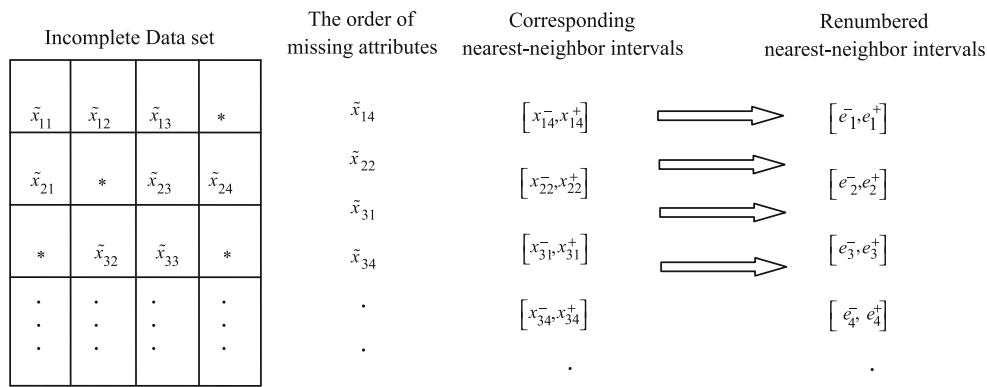 Incomplete Data set
x̃11 x̃12 x̃13 *
x̃21 * x̃23 x̃24
* x̃32 x̃33 *
. . . .
. . . .
. . . .
The order of
missing attributes
x̃14
x̃22
x̃31
x̃34
.
.
Corresponding
nearest-neighbor intervals
[x⁻14,x⁺14]
[x⁻22,x⁺22]
[x⁻31,x⁺31]
[x⁻34,x⁺34]
.
Renumbered
nearest-neighbor intervals
[e⁻1,e⁺1]
[e⁻2,e⁺2]
[e⁻3,e⁺3]
[e⁻4, e⁺4]
.